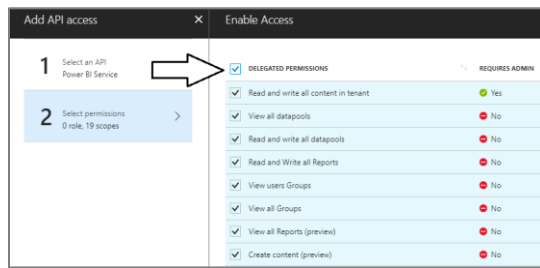 Add API access
Enable Access
1
Select an API
Power BI Service
2
Select permissions
0 role, 19 scopes
DELEGATED PERMISSIONS
REQUIRES ADMIN
Read and write all content in tenant
Yes
View all datapools
No
Read and write all datapools
No
Read and Write all Reports
No
View users Groups
No
View all Groups
No
View all Reports (preview)
No
Create content (preview)
No